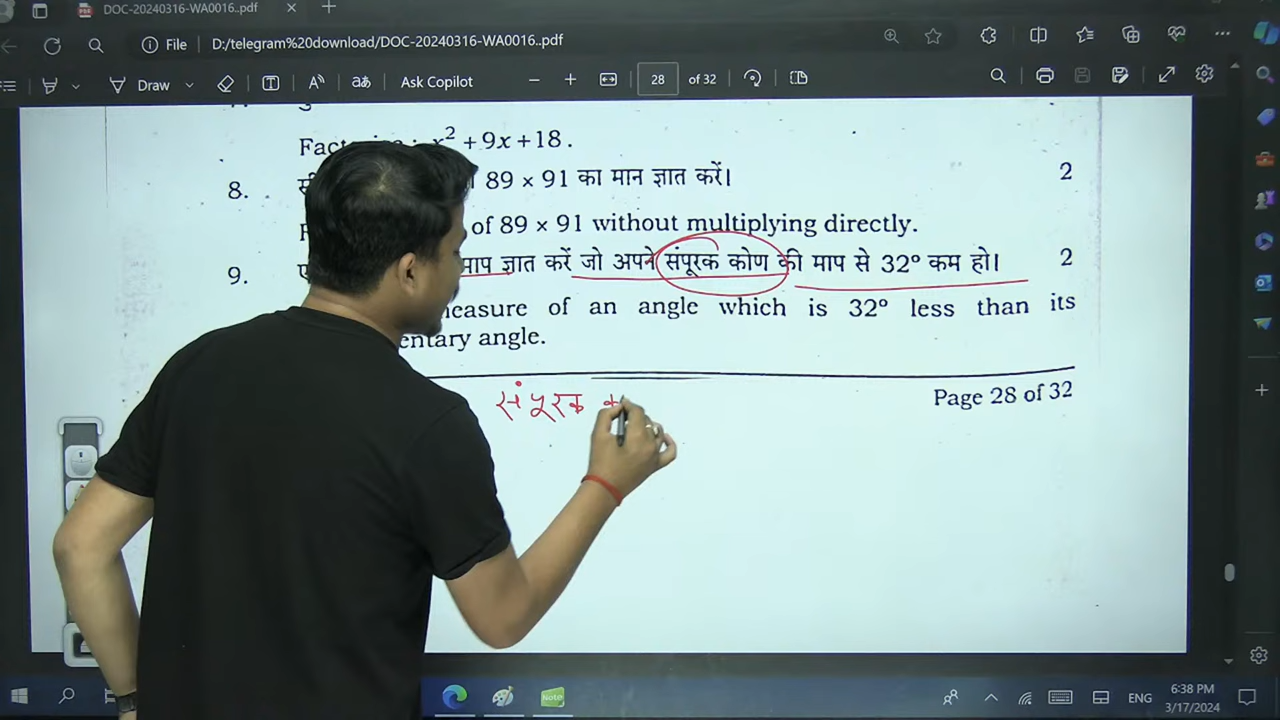 DOC-20240316-WA0016..pdf
File D:/telegram%20download/DOC-20240316-WA0016..pdf
Draw Ask Copilot 28 of 32
x² + 9x + 18.
8. 89 × 91 का मान ज्ञात करें। 2
of 89 × 91 without multiplying directly.
9. माप ज्ञात करें जो अपने संपूरक कोण की माप से 32° कम हो। 2
measure of an angle which is 32° less than its
entary angle.
Page 28 of 32
संपूरक
ENG 6:38 PM
3/17/2024